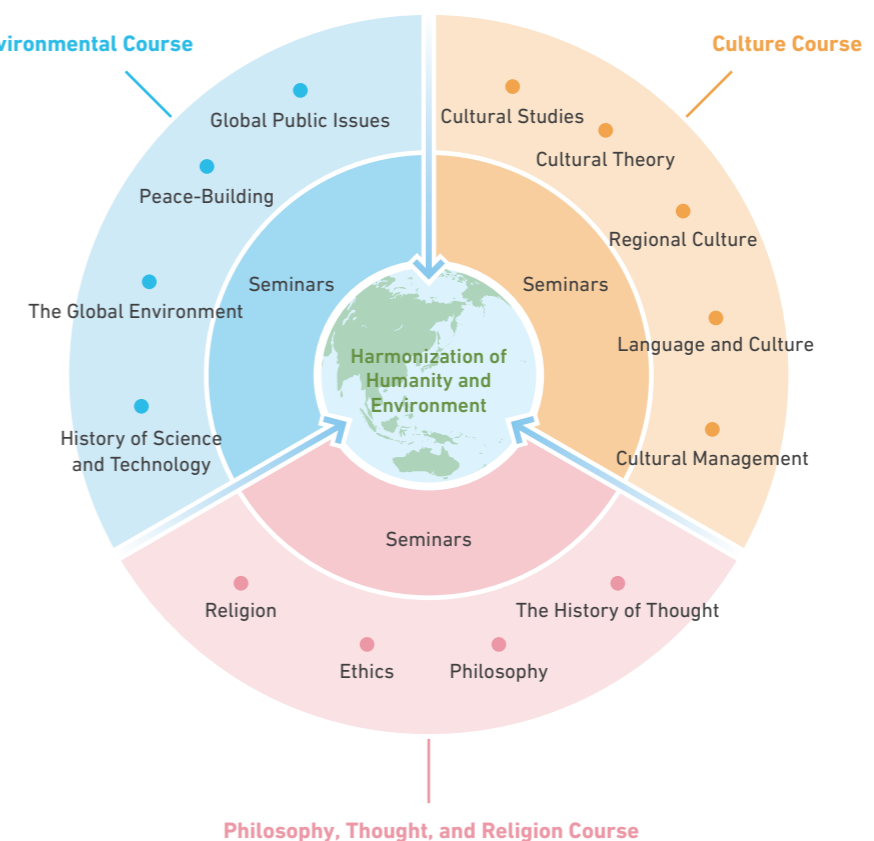 Course
Culture Course
Global Public Issues
Cultural Studies
Cultural Theory
Peace-Building
Regional Culture
Seminars
Seminars
The Global Environment
Language and Culture
Harmonization of
Humanity and
Environment
History of Science
and Technology
Cultural Management
Seminars
Religion
The History of Thought
Ethics
Philosophy
Philosophy, Thought, and Religion Course